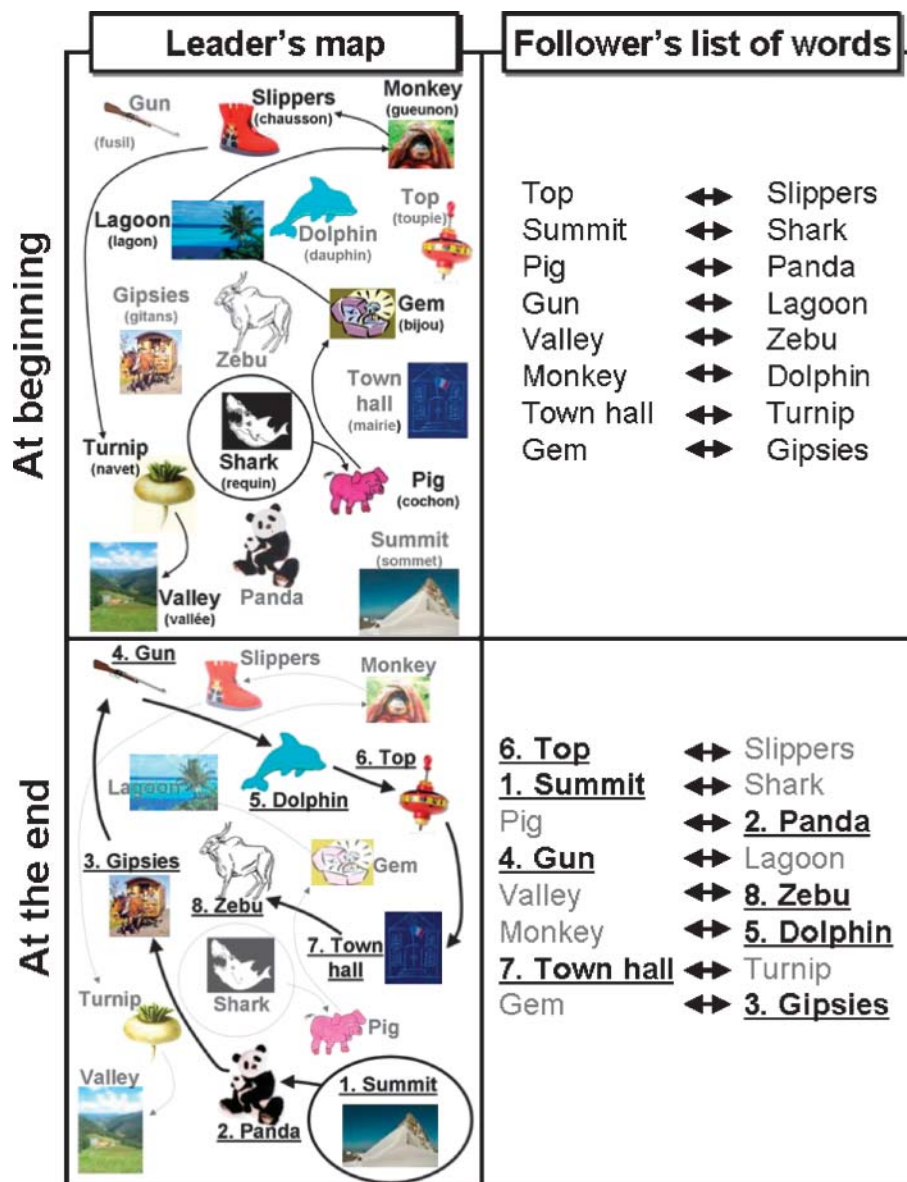 Leader's map
Follower's list of words
At beginning
Gun
(fusil)
Slippers
(chausson)
Monkey
(gueunon)
Lagoon
(lagon)
Dolphin
(dauphin)
Top
(toupie)
Gipsies
(gitans)
Zebu
Gem
(bijou)
Town
hall
(mairie)
Turnip
(navet)
Shark
(requin)
Pig
(cochon)
Panda
Summit
(sommet)
Valley
(vallée)
Top ↔ Slippers
Summit ↔ Shark
Pig ↔ Panda
Gun ↔ Lagoon
Valley ↔ Zebu
Monkey ↔ Dolphin
Town hall ↔ Turnip
Gem ↔ Gipsies
At the end
4. Gun
Slippers
Monkey
Lagoon
5. Dolphin
6. Top
3. Gipsies
8. Zebu
Gem
7. Town
hall
Turnip
Shark
Pig
Valley
2. Panda
1. Summit
6. Top ↔ Slippers
1. Summit ↔ Shark
Pig ↔ 2. Panda
4. Gun ↔ Lagoon
Valley ↔ 8. Zebu
Monkey ↔ 5. Dolphin
7. Town hall ↔ Turnip
Gem ↔ 3. Gipsies